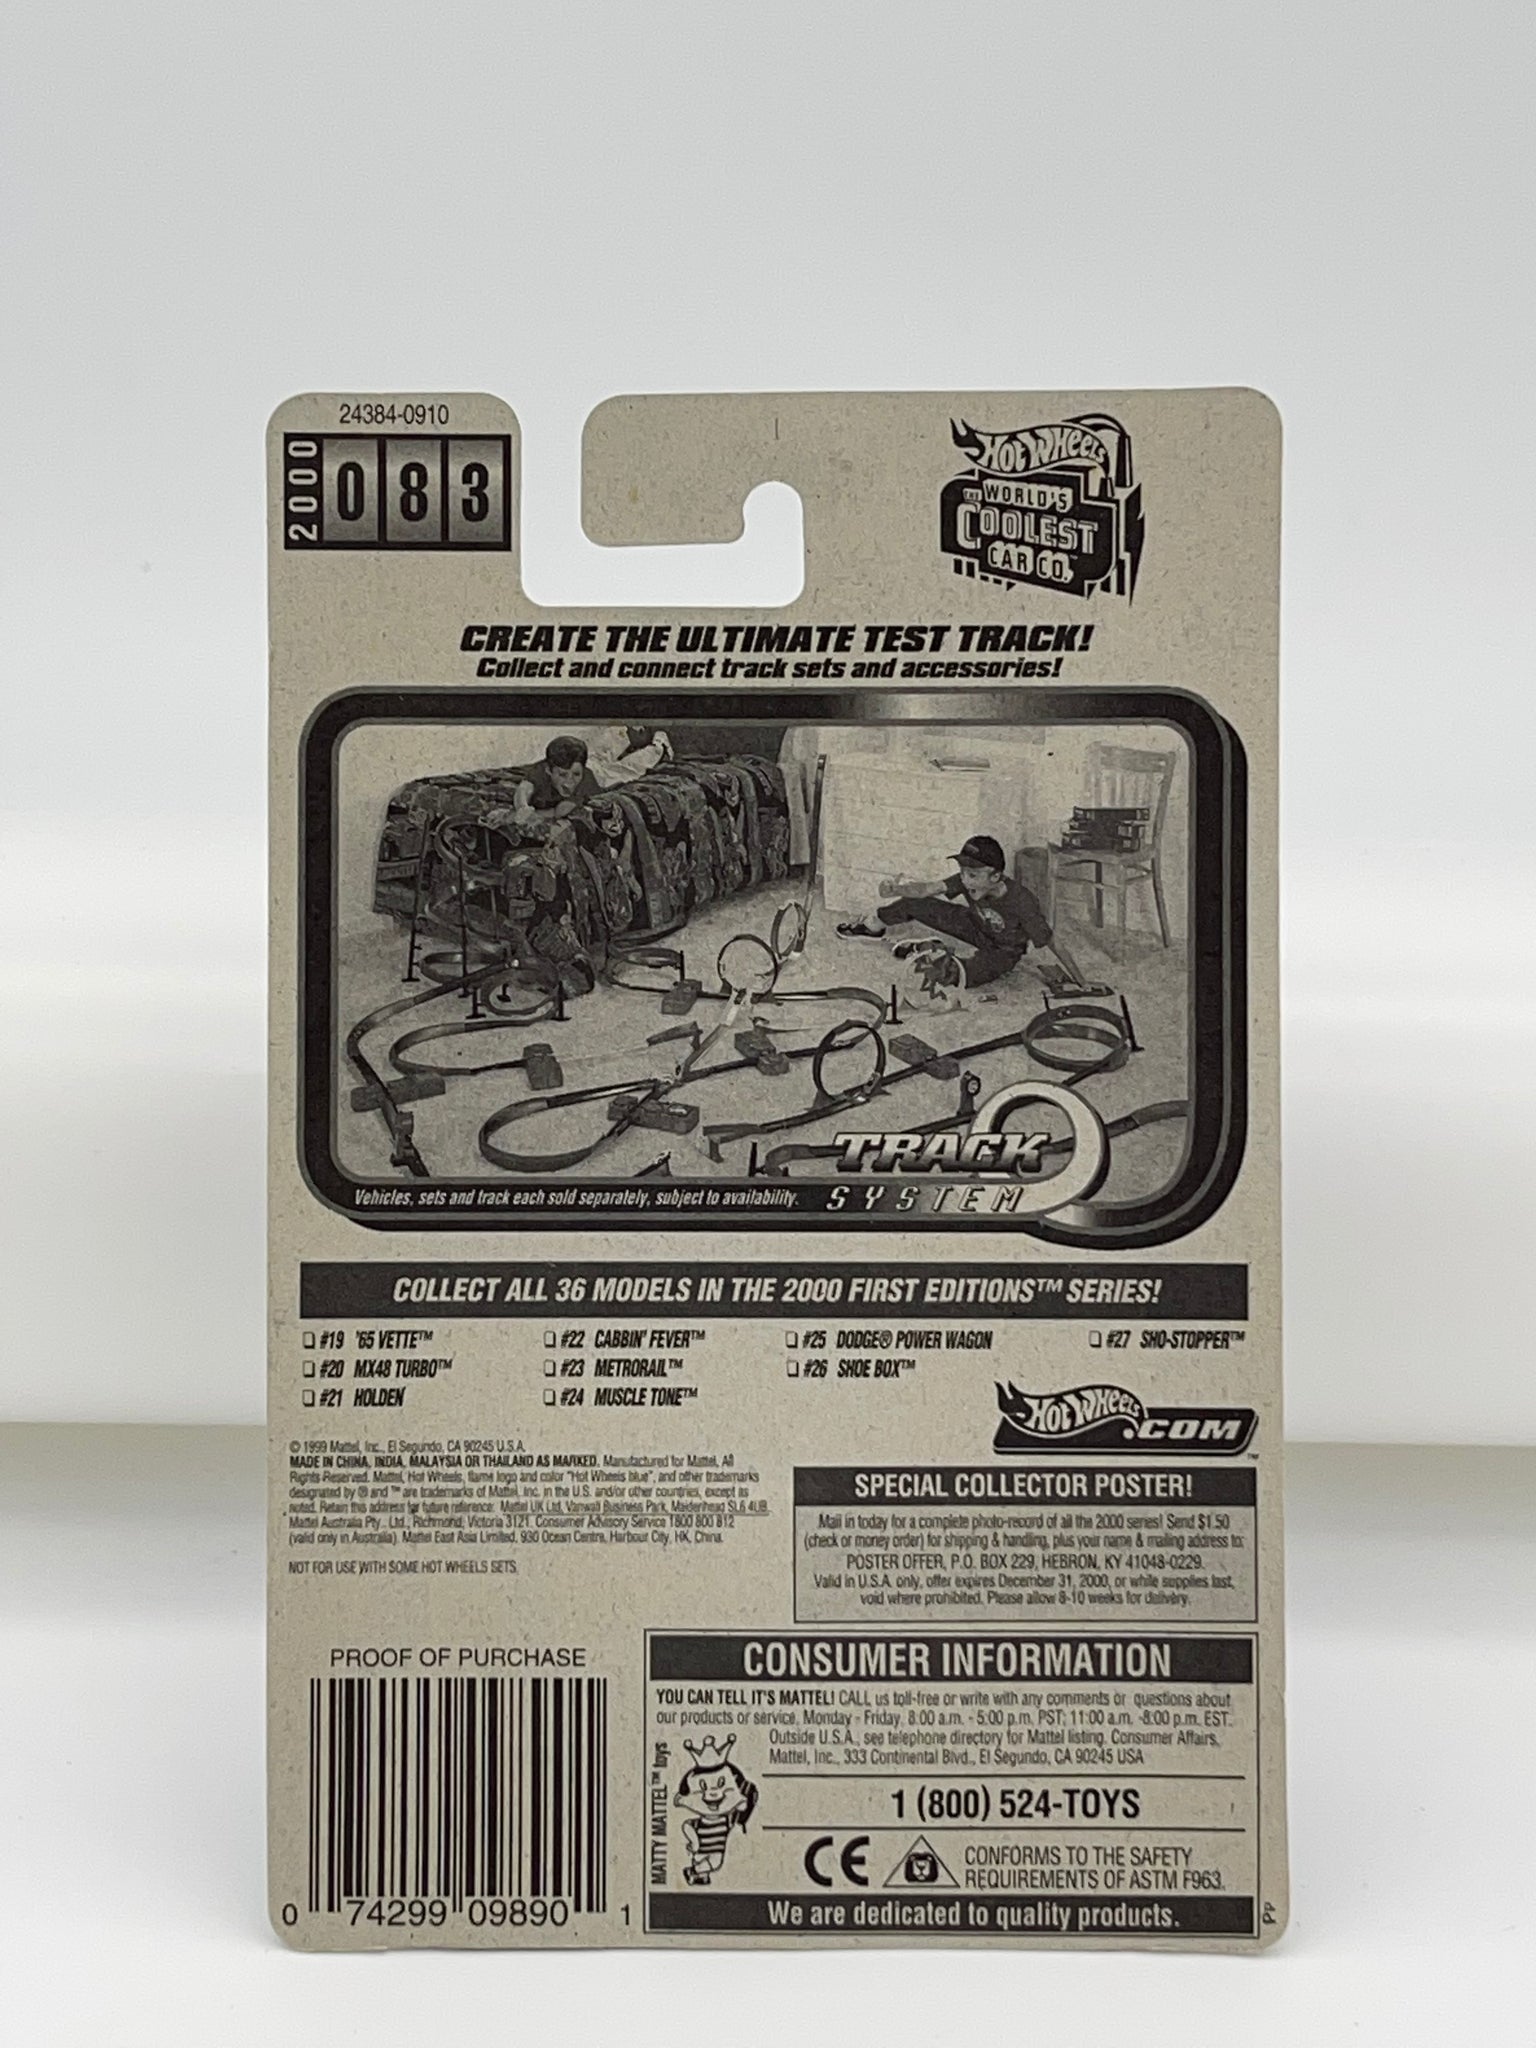 24384-0910
2000 083
HOT WHEELS
THE WORLD'S
COOLEST
CAR CO.™
CREATE THE ULTIMATE TEST TRACK!
Collect and connect track sets and accessories!
TRACK
SYSTEM
Vehicles, sets and track each sold separately, subject to availability.
COLLECT ALL 36 MODELS IN THE 2000 FIRST EDITIONS™ SERIES!
❏ #19 '65 VETTE™
❏ #20 MX48 TURBO™
❏ #21 HOLDEN
❏ #22 CABBIN' FEVER™
❏ #23 METRORAIL™
❏ #24 MUSCLE TONE™
❏ #25 DODGE® POWER WAGON
❏ #26 SHOE BOX™
❏ #27 SHO-STOPPER™
HOT WHEELS.COM™
© 1999 Mattel, Inc., El Segundo, CA 90245 U.S.A.
MADE IN CHINA, INDIA, MALAYSIA OR THAILAND AS MARKED. Manufactured for Mattel, All
Rights Reserved. Mattel, Hot Wheels, flame logo and color "Hot Wheels blue", and other trademarks
designated by ® and ™ are trademarks of Mattel, Inc. in the U.S. and/or other countries, except as
noted. Retain this address for future reference: Mattel UK Ltd, Vanwall Business Park, Maidenhead SL6 4UB.
Mattel Australia Pty., Ltd., Richmond, Victoria 3121. Consumer Advisory Service 1800 800 812
(valid only in Australia). Mattel East Asia Limited, 930 Ocean Centre, Harbour City, HK, China.
NOT FOR USE WITH SOME HOT WHEELS SETS.
SPECIAL COLLECTOR POSTER!
Mail in today for a complete photo-record of all the 2000 series! Send $1.50
(check or money order) for shipping & handling, plus your name & mailing address to:
POSTER OFFER, P.O. BOX 229, HEBRON, KY 41048-0229.
Valid in U.S.A. only, offer expires December 31, 2000, or while supplies last,
void where prohibited. Please allow 8-10 weeks for delivery.
PROOF OF PURCHASE
0 74299 09890 1
CONSUMER INFORMATION
YOU CAN TELL IT'S MATTEL! CALL us toll-free or write with any comments or questions about
our products or service, Monday - Friday, 8:00 a.m. - 5:00 p.m. PST; 11:00 a.m. -8:00 p.m. EST.
Outside U.S.A., see telephone directory for Mattel listing. Consumer Affairs,
Mattel, Inc., 333 Continental Blvd., El Segundo, CA 90245 USA
MATTY MATTEL™ toys
1 (800) 524-TOYS
CE
CONFORMS TO THE SAFETY
REQUIREMENTS OF ASTM F963.
We are dedicated to quality products.
Pp